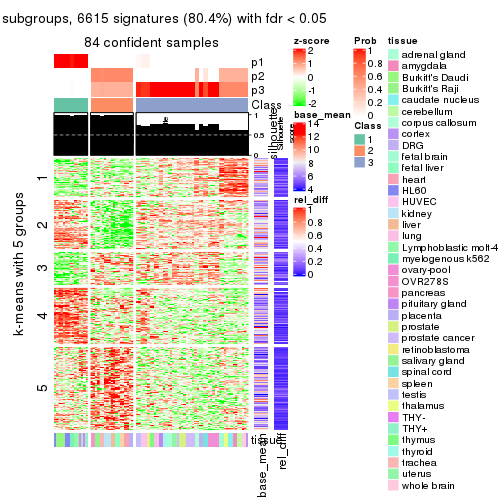 subgroups, 6615 signatures (80.4%) with fdr < 0.05
84 confident samples
p1
p2
p3
Class
1
0.5
0
silhouette
score
1
2
3
4
5
k-means with 5 groups
tissue
base_mean
rel_diff
z-score
2
1
0
-1
-2
base_mean
14
12
10
8
6
4
rel_diff
1
0.8
0.6
0.4
0.2
0
Prob
1
0.8
0.6
0.4
0.2
0
Class
1
2
3
tissue
adrenal gland
amygdala
Burkitt's Daudi
Burkitt's Raji
caudate nucleus
cerebellum
corpus callosum
cortex
DRG
fetal brain
fetal liver
heart
HL60
HUVEC
kidney
liver
lung
Lymphoblastic molt-4
myelogenous k562
ovary-pool
OVR278S
pancreas
pituitary gland
placenta
prostate
prostate cancer
retinoblastoma
salivary gland
spinal cord
spleen
testis
thalamus
THY-
THY+
thymus
thyroid
trachea
uterus
whole brain